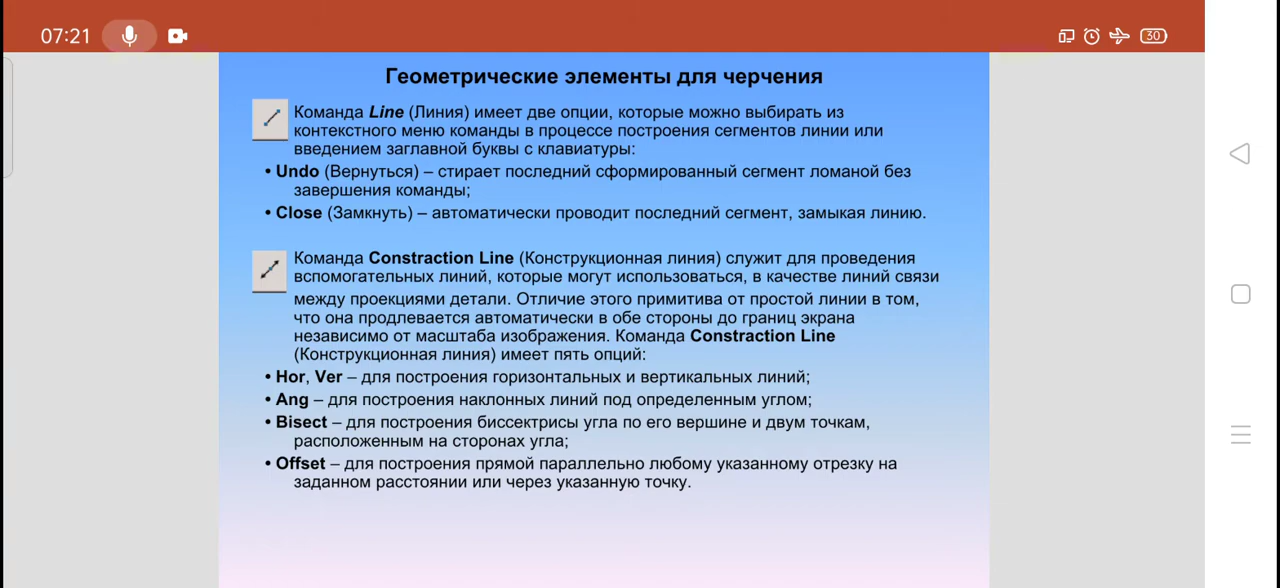 07:21
30
Геометрические элементы для черчения
Команда Line (Линия) имеет две опции, которые можно выбирать из
контекстного меню команды в процессе построения сегментов линии или
введением заглавной буквы с клавиатуры:
• Undo (Вернуться) – стирает последний сформированный сегмент ломаной без
завершения команды;
• Close (Замкнуть) – автоматически проводит последний сегмент, замыкая линию.
Команда Constraction Line (Конструкционная линия) служит для проведения
вспомогательных линий, которые могут использоваться, в качестве линий связи
между проекциями детали. Отличие этого примитива от простой линии в том,
что она продлевается автоматически в обе стороны до границ экрана
независимо от масштаба изображения. Команда Constraction Line
(Конструкционная линия) имеет пять опций:
• Hor, Ver – для построения горизонтальных и вертикальных линий;
• Ang – для построения наклонных линий под определенным углом;
• Bisect – для построения биссектрисы угла по его вершине и двум точкам,
расположенным на сторонах угла;
• Offset – для построения прямой параллельно любому указанному отрезку на
заданном расстоянии или через указанную точку.